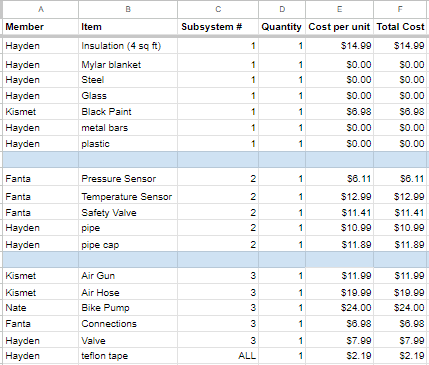 A B C D E F
Member Item Subsystem # Quantity Cost per unit Total Cost
Hayden Insulation (4 sq ft) 1 1 $14.99 $14.99
Hayden Mylar blanket 1 1 $0.00 $0.00
Hayden Steel 1 1 $0.00 $0.00
Hayden Glass 1 1 $0.00 $0.00
Kismet Black Paint 1 1 $6.98 $6.98
Hayden metal bars 1 1 $0.00 $0.00
Hayden plastic 1 1 $0.00 $0.00
Fanta Pressure Sensor 2 1 $6.11 $6.11
Fanta Temperature Sensor 2 1 $12.99 $12.99
Fanta Safety Valve 2 1 $11.41 $11.41
Hayden pipe 2 1 $10.99 $10.99
Hayden pipe cap 2 1 $11.89 $11.89
Kismet Air Gun 3 1 $11.99 $11.99
Kismet Air Hose 3 1 $19.99 $19.99
Nate Bike Pump 3 1 $24.00 $24.00
Fanta Connections 3 1 $6.98 $6.98
Hayden Valve 3 1 $7.99 $7.99
Hayden teflon tape ALL 1 $2.19 $2.19